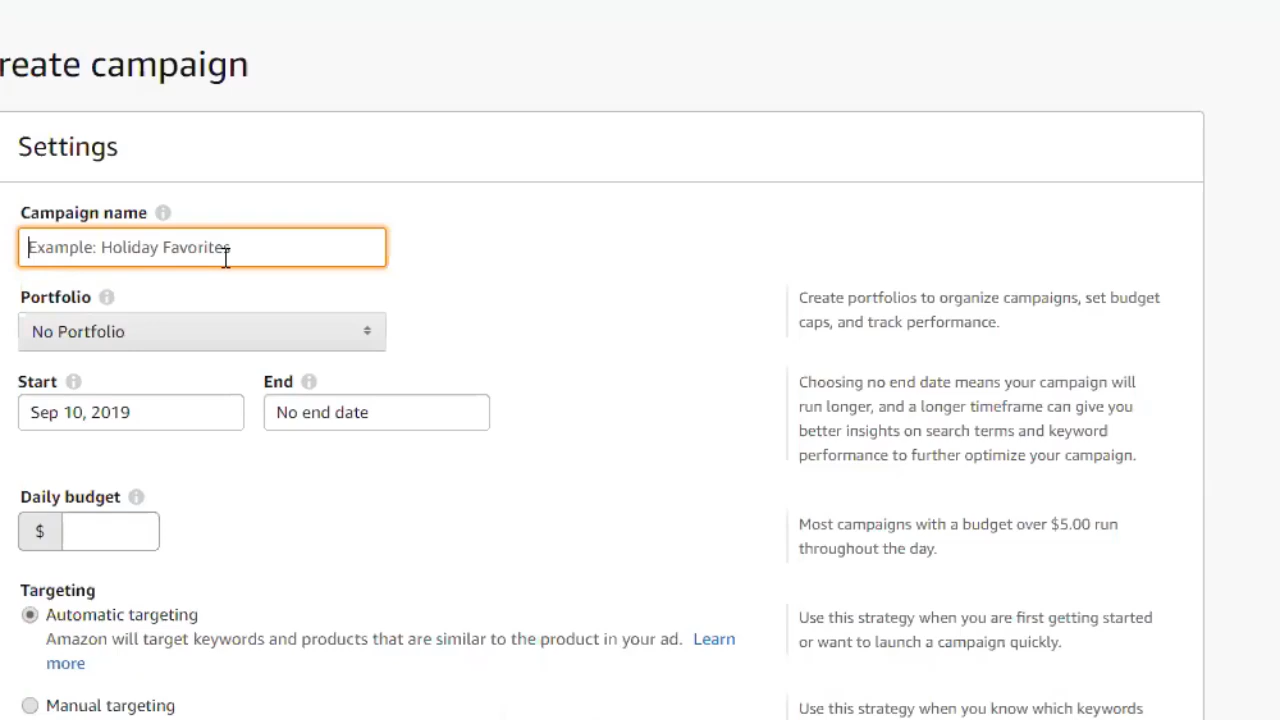 reate campaign
Settings
Campaign name
Example: Holiday Favorites
Portfolio
No Portfolio
Create portfolios to organize campaigns, set budget
caps, and track performance.
Start
End
Sep 10, 2019
No end date
Choosing no end date means your campaign will
run longer, and a longer timeframe can give you
better insights on search terms and keyword
performance to further optimize your campaign.
Daily budget
$
Most campaigns with a budget over $5.00 run
throughout the day.
Targeting
Automatic targeting
Amazon will target keywords and products that are similar to the product in your ad. Learn
more
Use this strategy when you are first getting started
or want to launch a campaign quickly.
Manual targeting
Use this strategy when you know which keywords